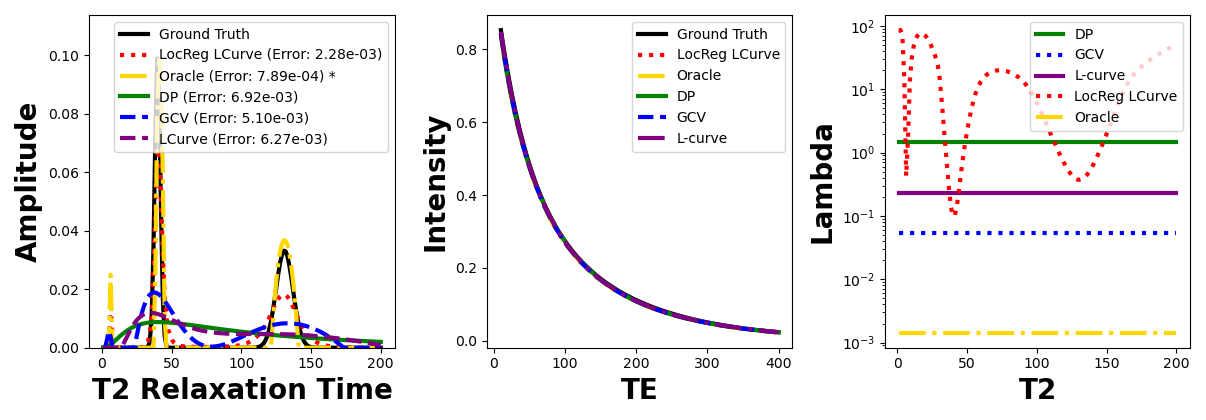 Amplitude
0.10
0.08
0.06
0.04
0.02
0.00
Ground Truth
LocReg LCurve (Error: 2.28e-03)
Oracle (Error: 7.89e-04) *
DP (Error: 6.92e-03)
GCV (Error: 5.10e-03)
LCurve (Error: 6.27e-03)
0 50 100 150 200
T2 Relaxation Time
Intensity
0.8
0.6
0.4
0.2
0.0
Ground Truth
LocReg LCurve
Oracle
DP
GCV
L-curve
0 100 200 300 400
TE
Lambda
10²
10¹
10⁰
10⁻¹
10⁻²
10⁻³
DP
GCV
L-curve
LocReg LCurve
Oracle
0 50 100 150 200
T2